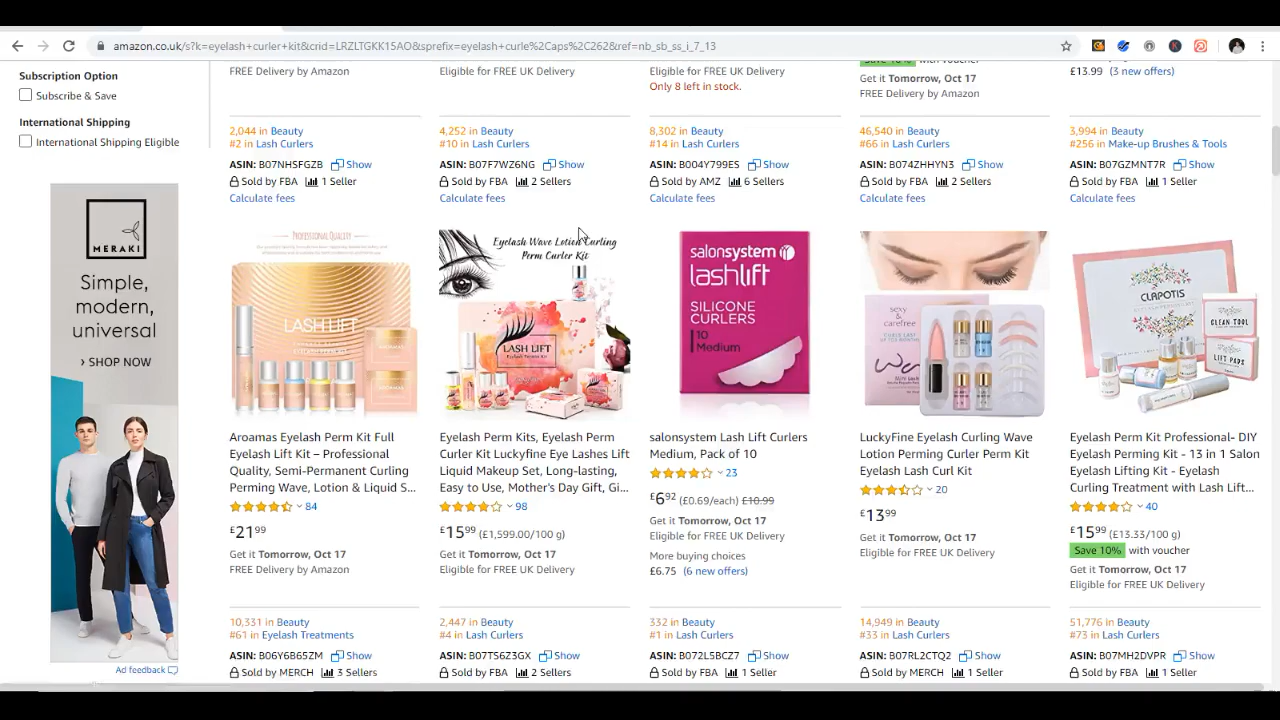 amazon.co.uk/s?k=eyelash+curler+kit&crid=LRZLTGKK1
O&sprefix=eyelash+curle%2Caps%2C262&ref=nb_sb_ss_i_7_13
Subscription Option
Subscribe & Save
International Shipping
International Shipping Eligible
FREE Delivery by Amazon
Eligible for FREE UK Delivery
Eligible for FREE UK Delivery
Only 8 left in stock.
with voucher
Get it Tomorrow, Oct 17
FREE Delivery by Amazon
£13.99 (3 new offers)
2,044 in Beauty
#2 in Lash Curlers
ASIN: B07NHSFGZB Show
Sold by FBA 1 Seller
Calculate fees
4,252 in Beauty
#10 in Lash Curlers
ASIN: B07F7WZ6NG Show
Sold by FBA 2 Sellers
Calculate fees
8,302 in Beauty
#14 in Lash Curlers
ASIN: B004Y799ES Show
Sold by AMZ 6 Sellers
Calculate fees
46,540 in Beauty
#66 in Lash Curlers
ASIN: B074ZHHYN3 Show
Sold by FBA 2 Sellers
Calculate fees
3,994 in Beauty
#256 in Make-up Brushes & Tools
ASIN: B07GZMNT7R Show
Sold by FBA 1 Seller
Calculate fees
MERAKI
Simple,
modern,
universal
› SHOP NOW
Ad feedback
PROFESSIONAL QUALITY
LASH LIFT
Aroamas Eyelash Perm Kit Full
Eyelash Lift Kit – Professional
Quality, Semi-Permanent Curling
Perming Wave, Lotion & Liquid S...
84
£21.99
Get it Tomorrow, Oct 17
FREE Delivery by Amazon
10,331 in Beauty
#61 in Eyelash Treatments
ASIN: B06Y6B65ZM Show
Sold by MERCH 3 Sellers
Eyelash Wave Lotion Curling
Perm Curler Kit
LASH LIFT
Eyelash Perm Kits, Eyelash Perm
Curler Kit Luckyfine Eye Lashes Lift
Liquid Makeup Set, Long-lasting,
Easy to Use, Mother's Day Gift, Gi...
98
£15.99 (£1,599.00/100 g)
Get it Tomorrow, Oct 17
Eligible for FREE UK Delivery
2,447 in Beauty
#4 in Lash Curlers
ASIN: B07TS6Z3GX Show
Sold by FBA 2 Sellers
salonsystem
lashlift
SILICONE
CURLERS
10
Medium
salonsystem Lash Lift Curlers
Medium, Pack of 10
23
£6.92 (£0.69/each) £10.99
Get it Tomorrow, Oct 17
Eligible for FREE UK Delivery
More buying choices
£6.75 (6 new offers)
332 in Beauty
#1 in Lash Curlers
ASIN: B072L5BCZ7 Show
Sold by FBA 1 Seller
sexy
&
carefree
LuckyFine Eyelash Curling Wave
Lotion Perming Curler Perm Kit
Eyelash Lash Curl Kit
20
£13.99
Get it Tomorrow, Oct 17
Eligible for FREE UK Delivery
14,949 in Beauty
#33 in Lash Curlers
ASIN: B07RL2CTQ2 Show
Sold by MERCH 1 Seller
CLAPOTIS
CLEAN TOOL
LIFT PADS
Eyelash Perm Kit Professional- DIY
Eyelash Perming Kit - 13 in 1 Salon
Eyelash Lifting Kit - Eyelash
Curling Treatment with Lash Lift...
40
£15.99 (£13.33/100 g)
Save 10% with voucher
Get it Tomorrow, Oct 17
Eligible for FREE UK Delivery
51,776 in Beauty
#73 in Lash Curlers
ASIN: B07MH2DVPR Show
Sold by FBA 1 Seller